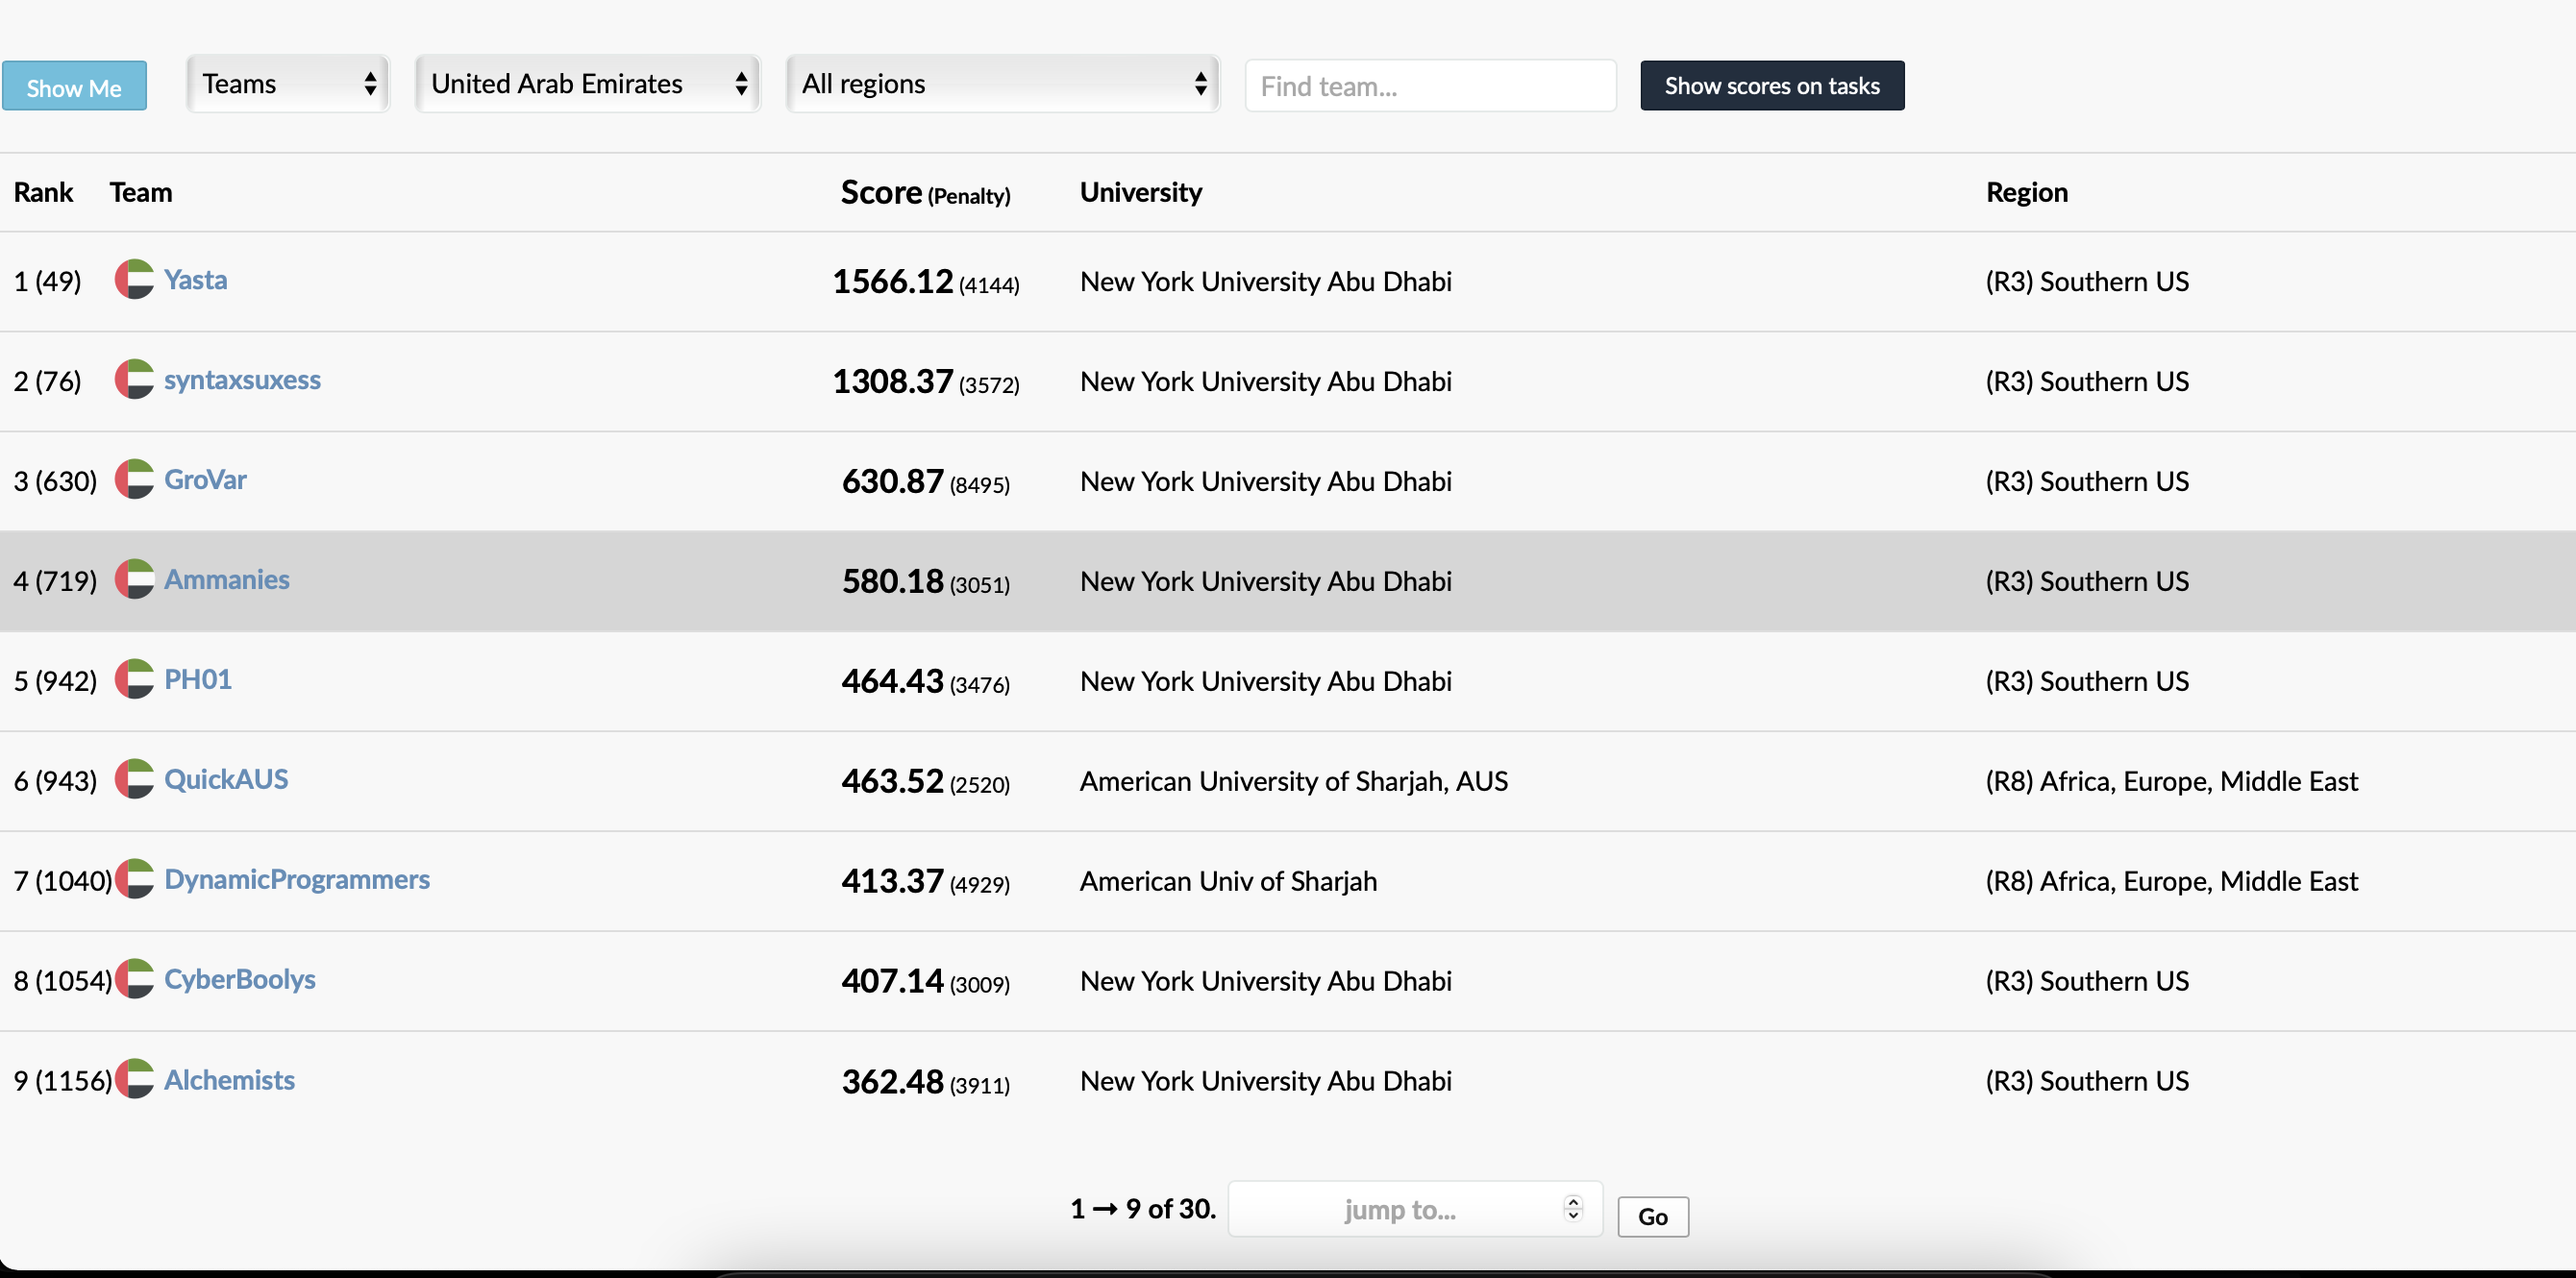 Show Me Teams United Arab Emirates All regions Find team... Show scores on tasks
Rank Team Score (Penalty) University Region
1 (49) Yasta 1566.12 (4144) New York University Abu Dhabi (R3) Southern US
2 (76) syntaxsuxess 1308.37 (3572) New York University Abu Dhabi (R3) Southern US
3 (630) GroVar 630.87 (8495) New York University Abu Dhabi (R3) Southern US
4 (719) Ammanies 580.18 (3051) New York University Abu Dhabi (R3) Southern US
5 (942) PH01 464.43 (3476) New York University Abu Dhabi (R3) Southern US
6 (943) QuickAUS 463.52 (2520) American University of Sharjah, AUS (R8) Africa, Europe, Middle East
7 (1040) DynamicProgrammers 413.37 (4929) American Univ of Sharjah (R8) Africa, Europe, Middle East
8 (1054) CyberBoolys 407.14 (3009) New York University Abu Dhabi (R3) Southern US
9 (1156) Alchemists 362.48 (3911) New York University Abu Dhabi (R3) Southern US
1 → 9 of 30. jump to... Go